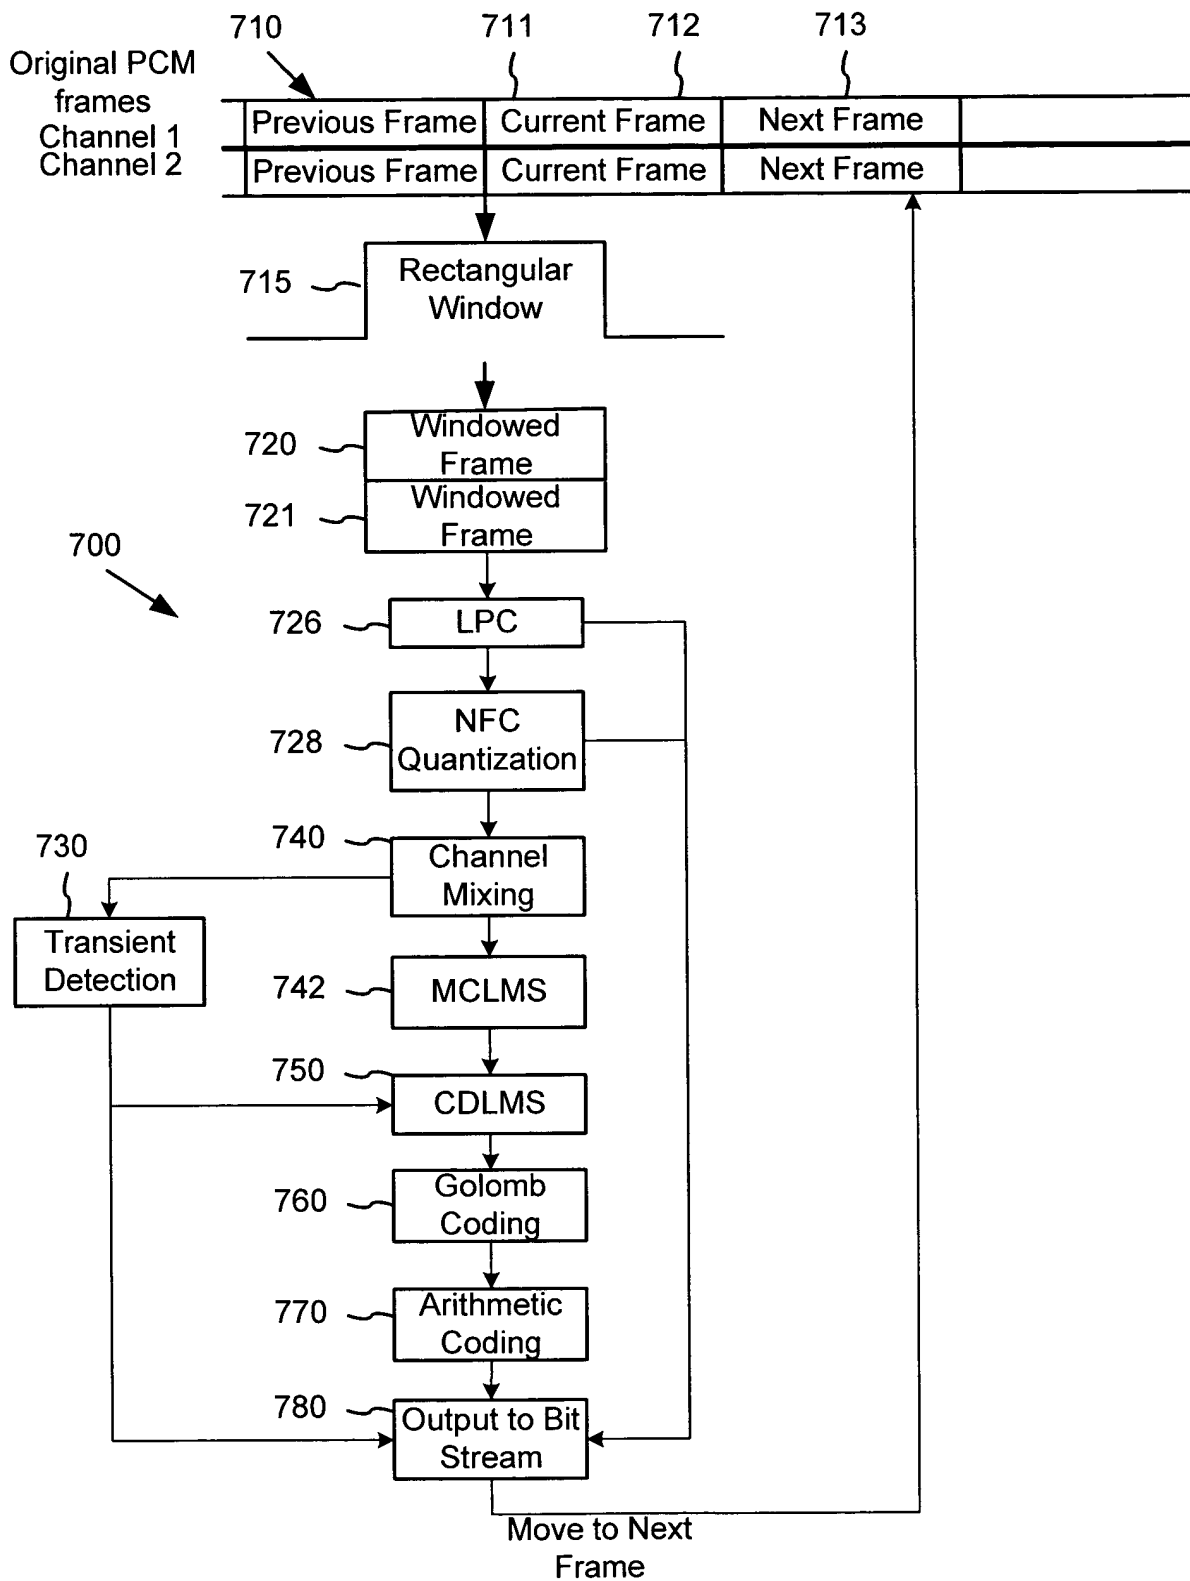 710
711
712
713
Original PCM
frames
Channel 1
Channel 2
Previous Frame
Current Frame
Next Frame
Previous Frame
Current Frame
Next Frame
715
Rectangular
Window
720
Windowed
Frame
721
Windowed
Frame
700
726
LPC
728
NFC
Quantization
740
Channel
Mixing
730
Transient
Detection
742
MCLMS
750
CDLMS
760
Golomb
Coding
770
Arithmetic
Coding
780
Output to Bit
Stream
Move to Next
Frame